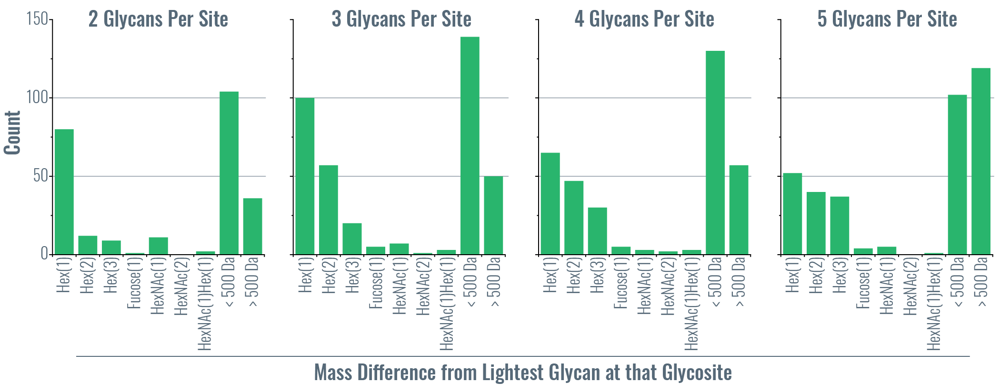 2 Glycans Per Site
3 Glycans Per Site
4 Glycans Per Site
5 Glycans Per Site
Count
150
100
50
0
Hex(1)
Hex(2)
Hex(3)
Fucose(1)
HexNAc(1)
HexNAc(2)
HexNAc(1)Hex(1)
< 500 Da
> 500 Da
Hex(1)
Hex(2)
Hex(3)
Fucose(1)
HexNAc(1)
HexNAc(2)
HexNAc(1)Hex(1)
< 500 Da
> 500 Da
Hex(1)
Hex(2)
Hex(3)
Fucose(1)
HexNAc(1)
HexNAc(2)
HexNAc(1)Hex(1)
< 500 Da
> 500 Da
Hex(1)
Hex(2)
Hex(3)
Fucose(1)
HexNAc(1)
HexNAc(2)
HexNAc(1)Hex(1)
< 500 Da
> 500 Da
Mass Difference from Lightest Glycan at that Glycosite